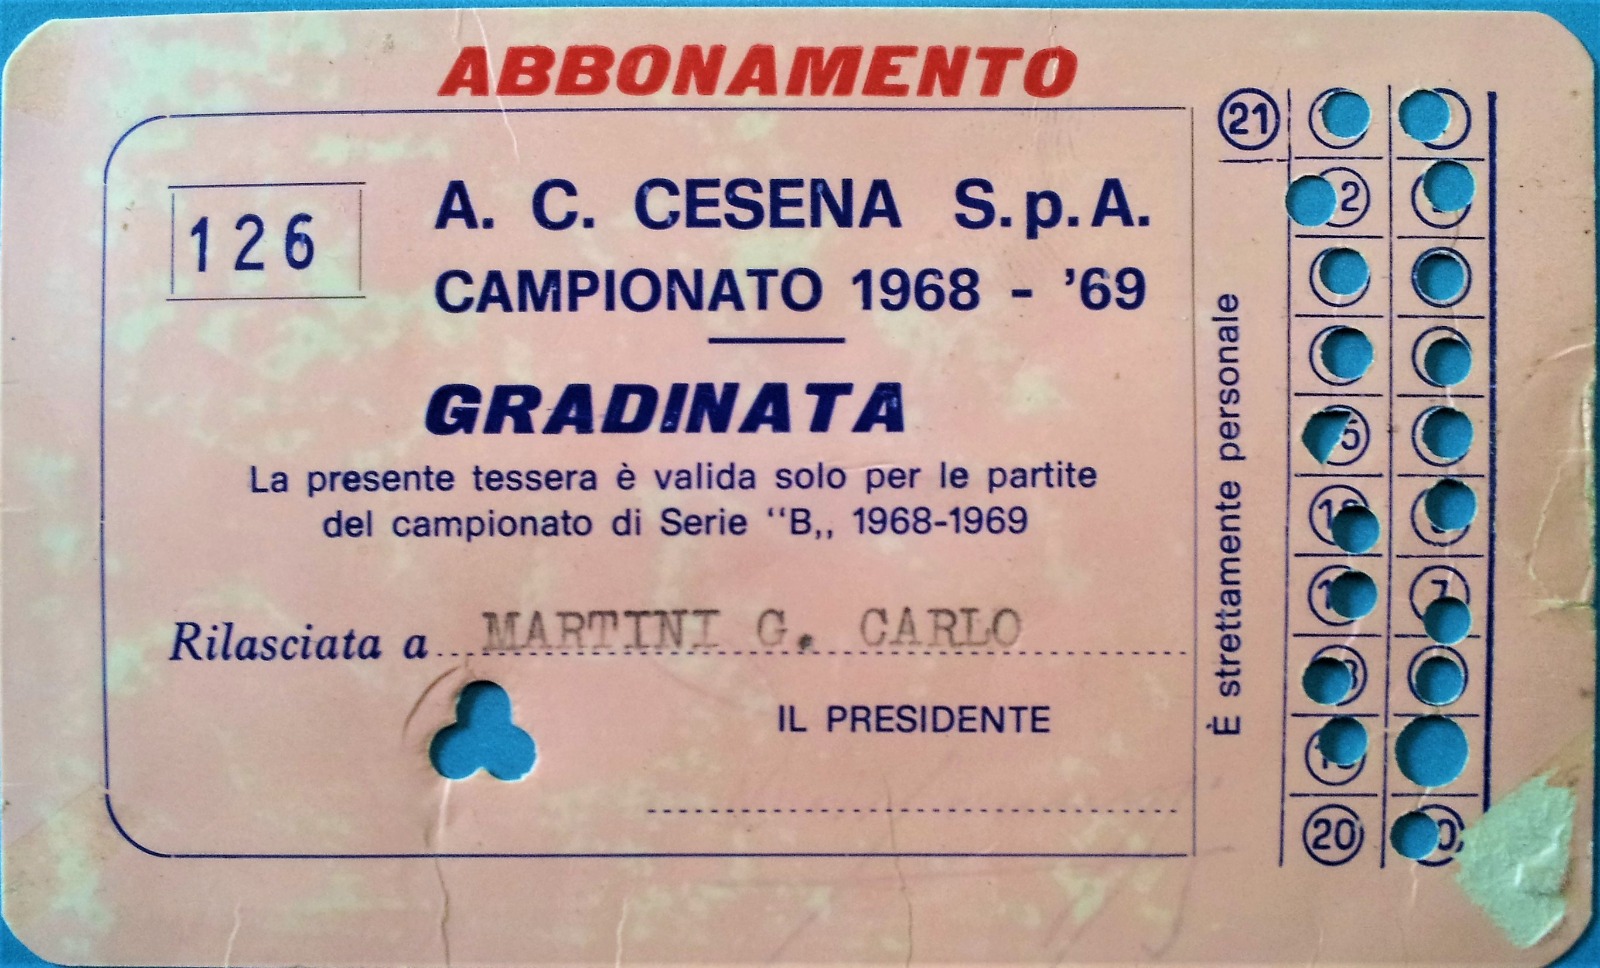 ABBONAMENTO
126
A. C. CESENA S.p.A.
CAMPIONATO 1968 - '69
GRADINATA
La presente tessera è valida solo per le partite
del campionato di Serie “B„ 1968-1969
Rilasciata a MARTINI G. CARLO
IL PRESIDENTE
È strettamente personale
21
20
7